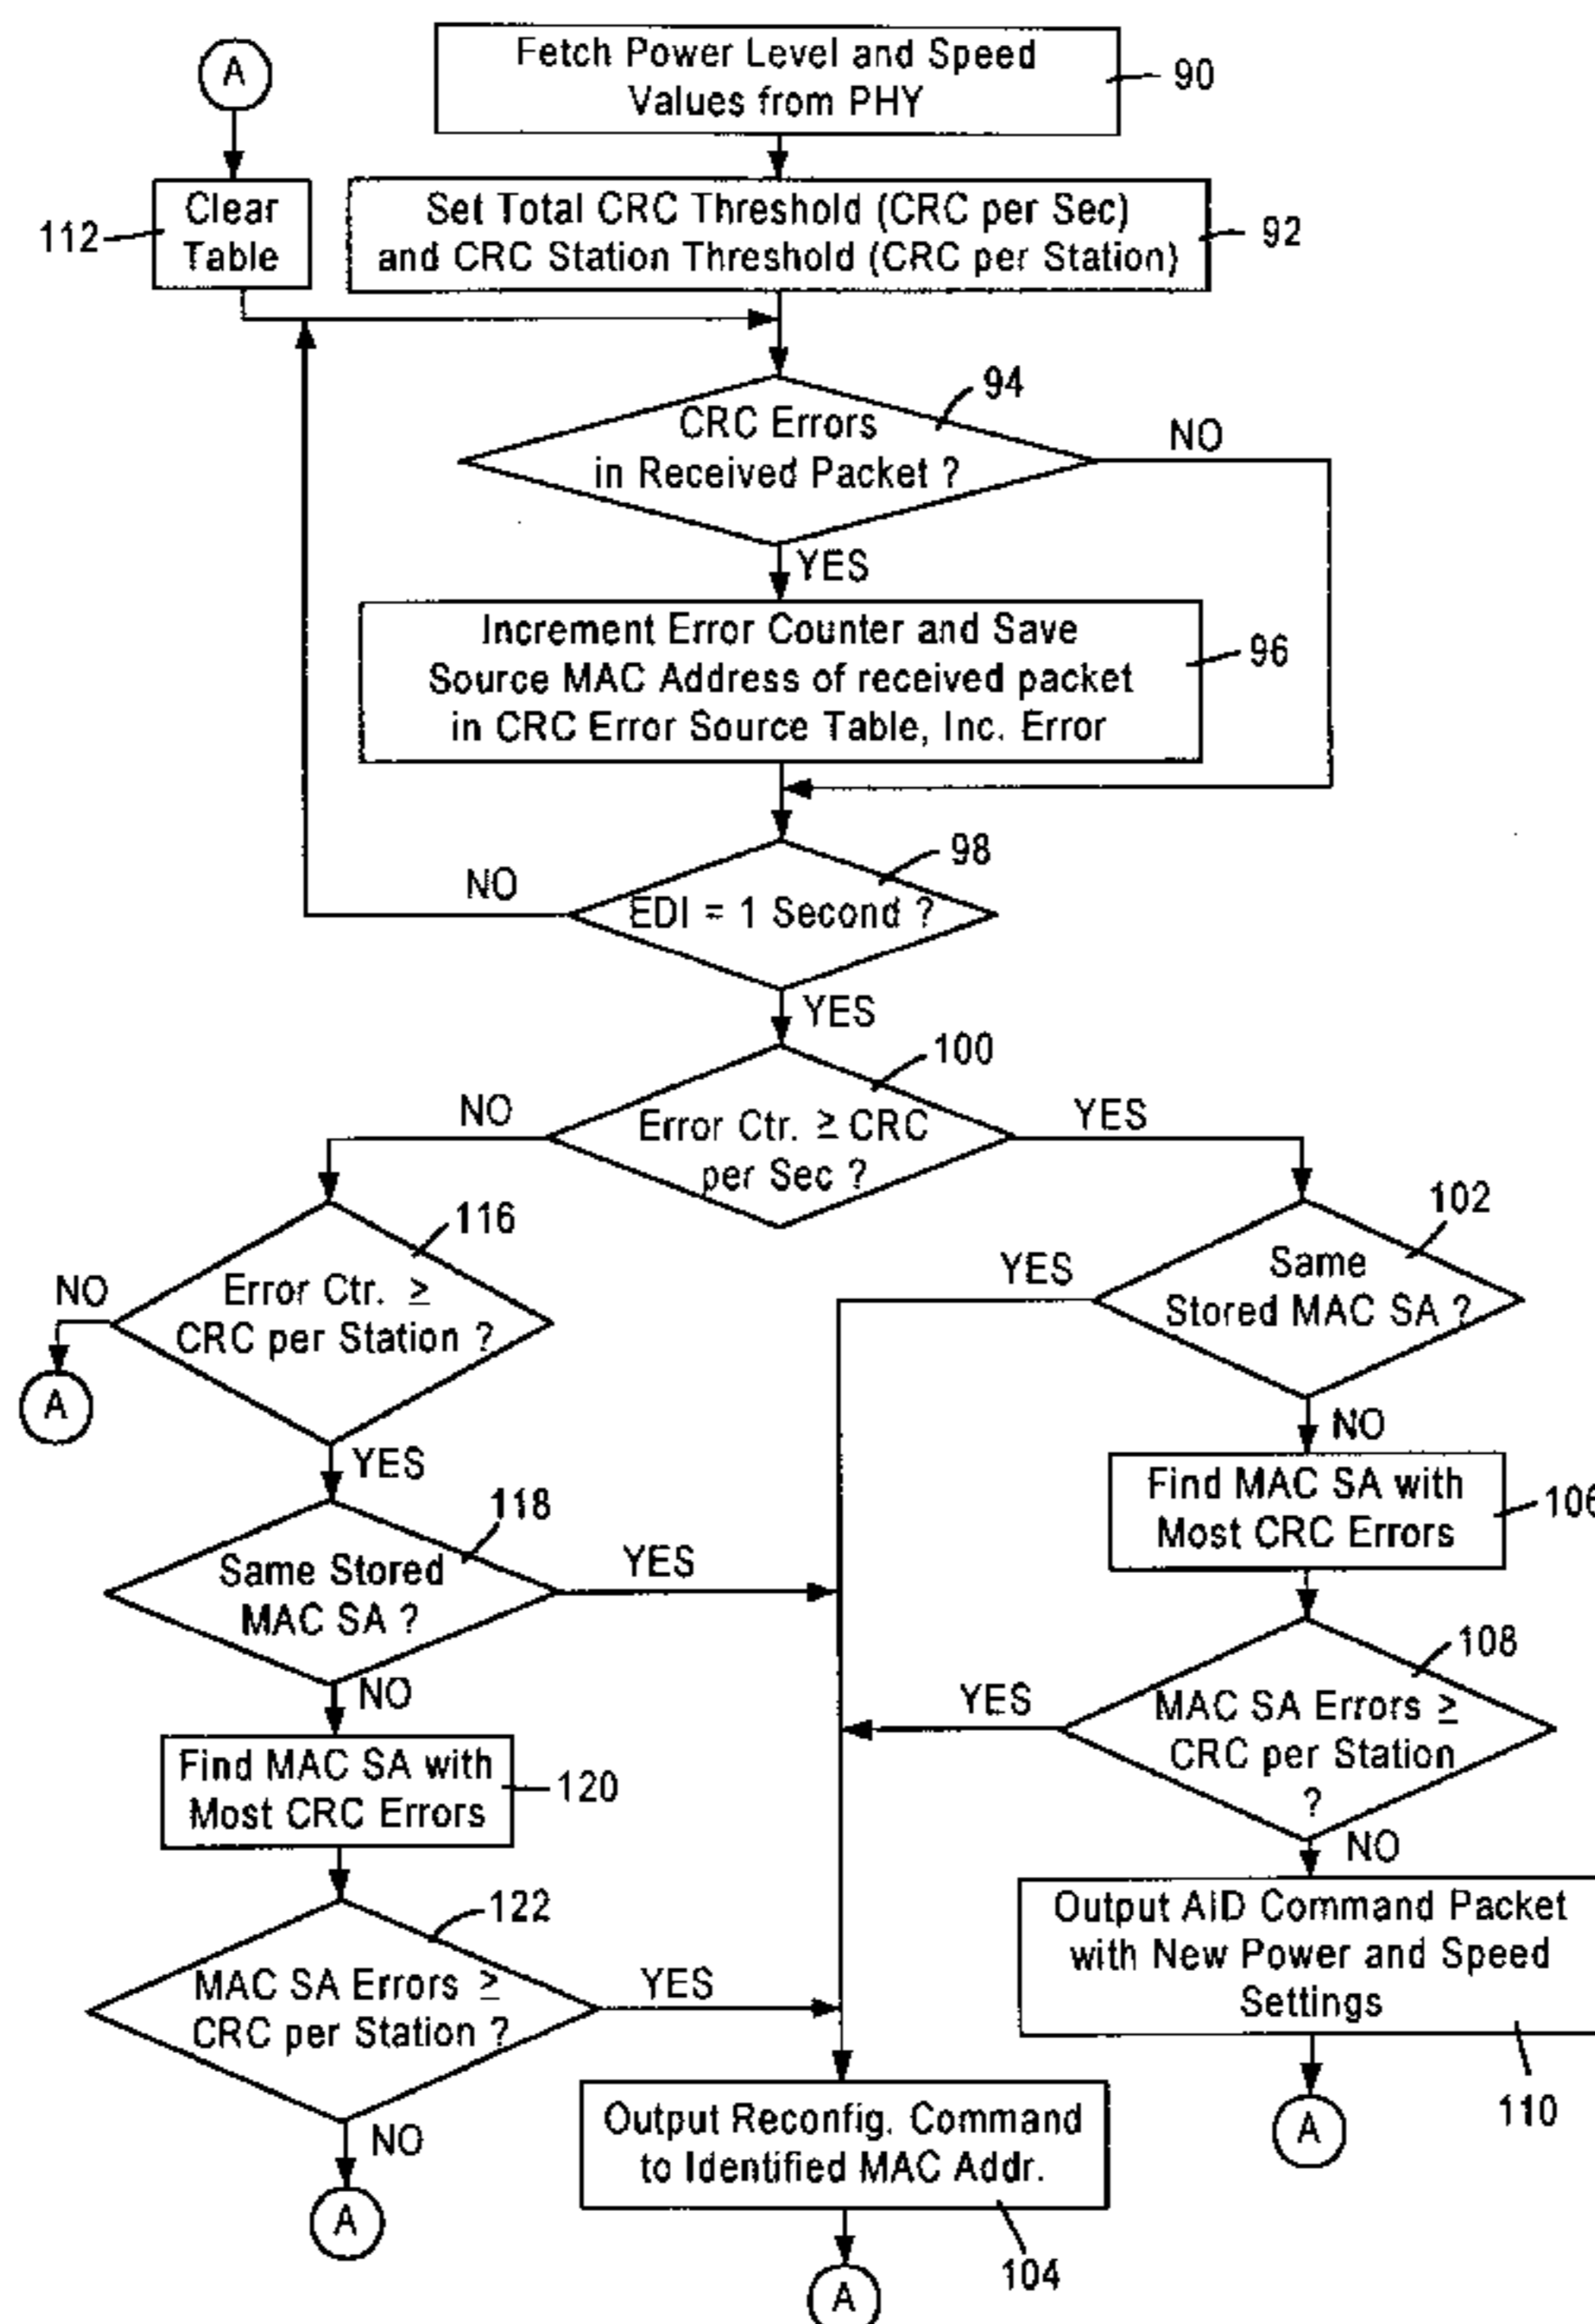 A
Fetch Power Level and Speed
Values from PHY
90
Clear
Table
112
Set Total CRC Threshold (CRC per Sec)
and CRC Station Threshold (CRC per Station)
92
94
CRC Errors
in Received Packet ?
NO
YES
Increment Error Counter and Save
Source MAC Address of received packet
in CRC Error Source Table, Inc. Error
96
98
NO
EDI = 1 Second ?
YES
100
NO
Error Ctr. ≥ CRC
per Sec ?
YES
116
NO
Error Ctr. ≥
CRC per Station ?
A
YES
102
YES
Same
Stored MAC SA ?
NO
Find MAC SA with
Most CRC Errors
106
118
Same Stored
MAC SA ?
YES
NO
108
YES
MAC SA Errors ≥
CRC per Station
?
NO
Find MAC SA with
Most CRC Errors
120
122
MAC SA Errors ≥
CRC per Station ?
YES
NO
A
Output AID Command Packet
with New Power and Speed
Settings
110
A
Output Reconfig. Command
to Identified MAC Addr.
104
A